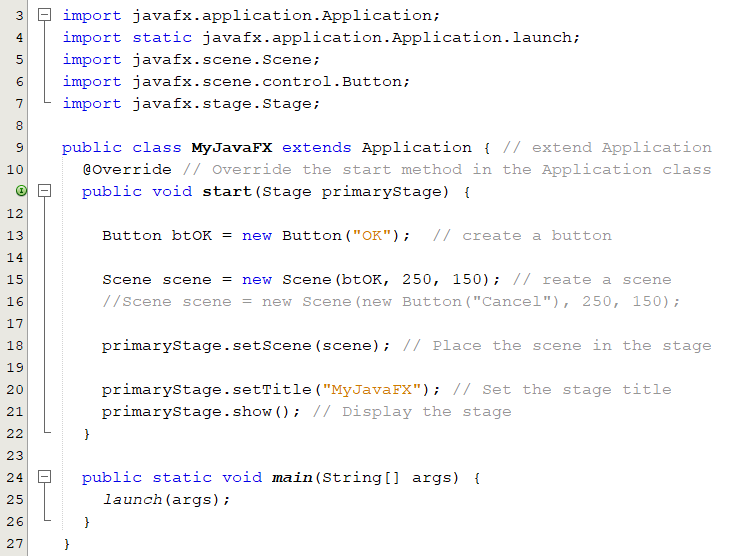 3 import javafx.application.Application;
4 import static javafx.application.Application.launch;
5 import javafx.scene.Scene;
6 import javafx.scene.control.Button;
7 import javafx.stage.Stage;
8
9 public class MyJavaFX extends Application { // extend Application
10 @Override // Override the start method in the Application class
public void start(Stage primaryStage) {
12
13 Button btOK = new Button("OK"); // create a button
14
15 Scene scene = new Scene(btOK, 250, 150); // reate a scene
16 //Scene scene = new Scene(new Button("Cancel"), 250, 150);
17
18 primaryStage.setScene(scene); // Place the scene in the stage
19
20 primaryStage.setTitle("MyJavaFX"); // Set the stage title
21 primaryStage.show(); // Display the stage
22 }
23
24 public static void main(String[] args) {
25 launch(args);
26 }
27 }